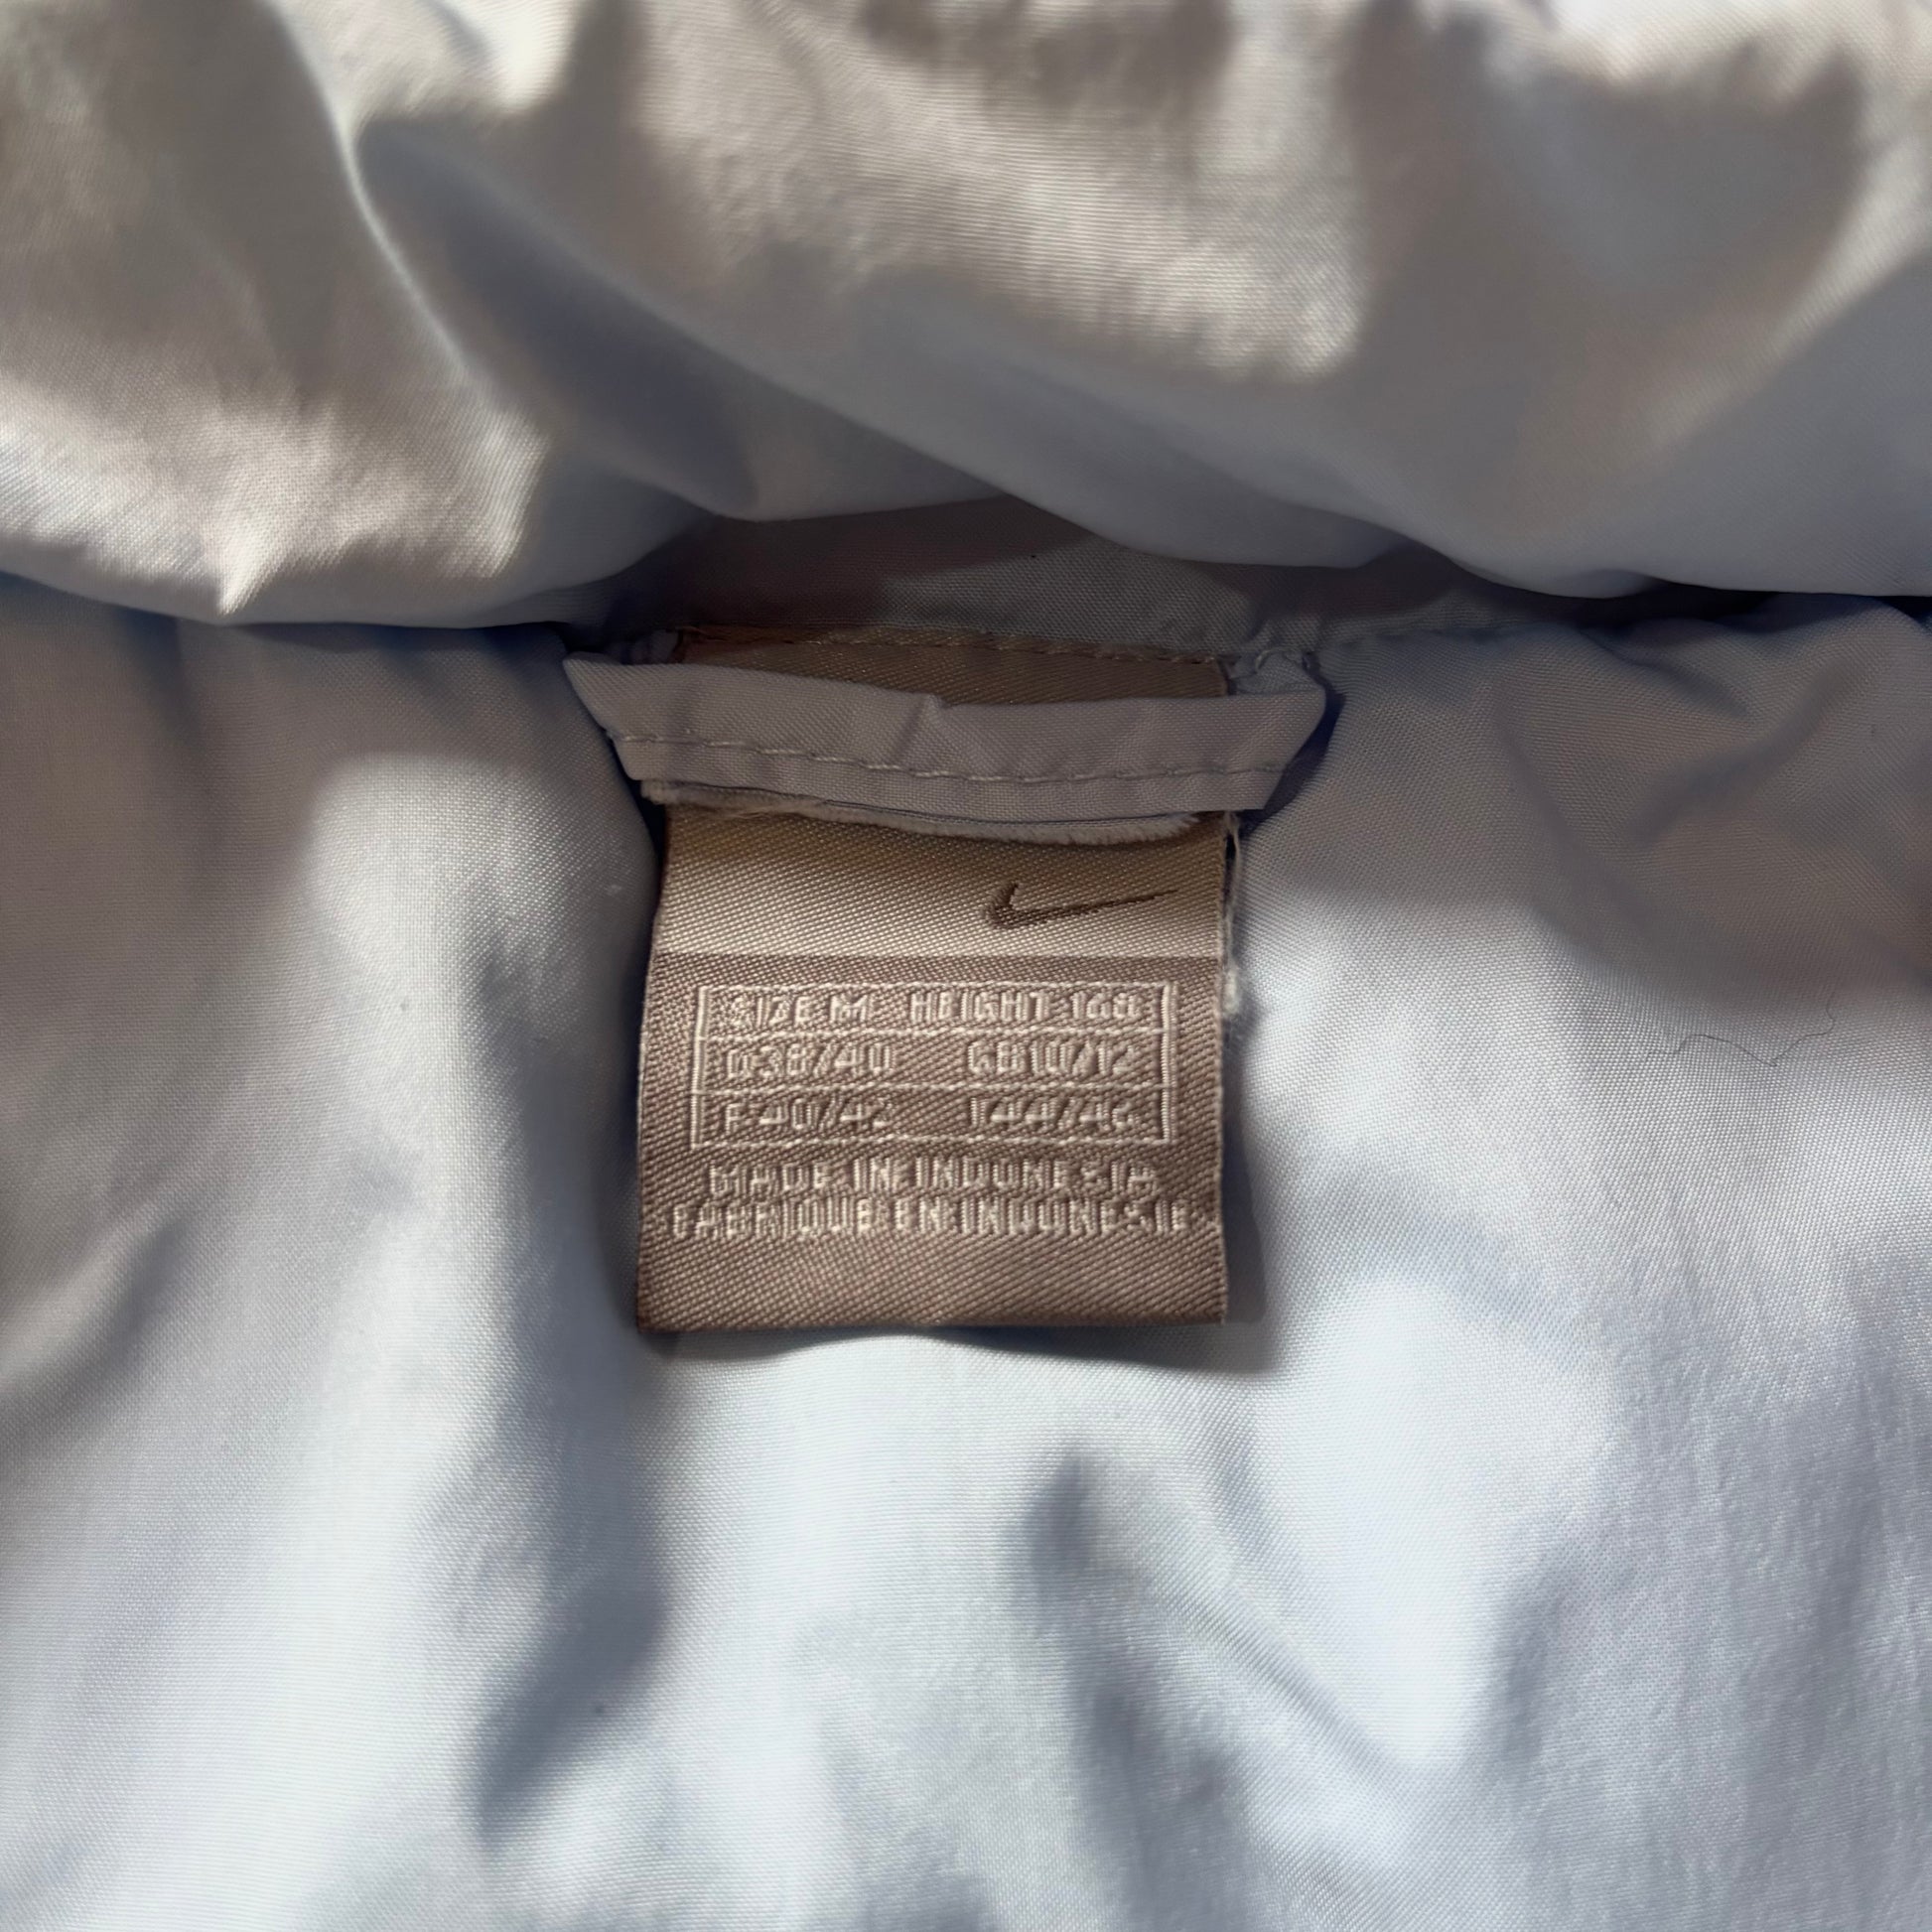 SIZE M HEIGHT 168
D38/40 GB10/12
F40/42 I44/46
MADE IN INDONESIA
FABRIQUE EN INDONESIE